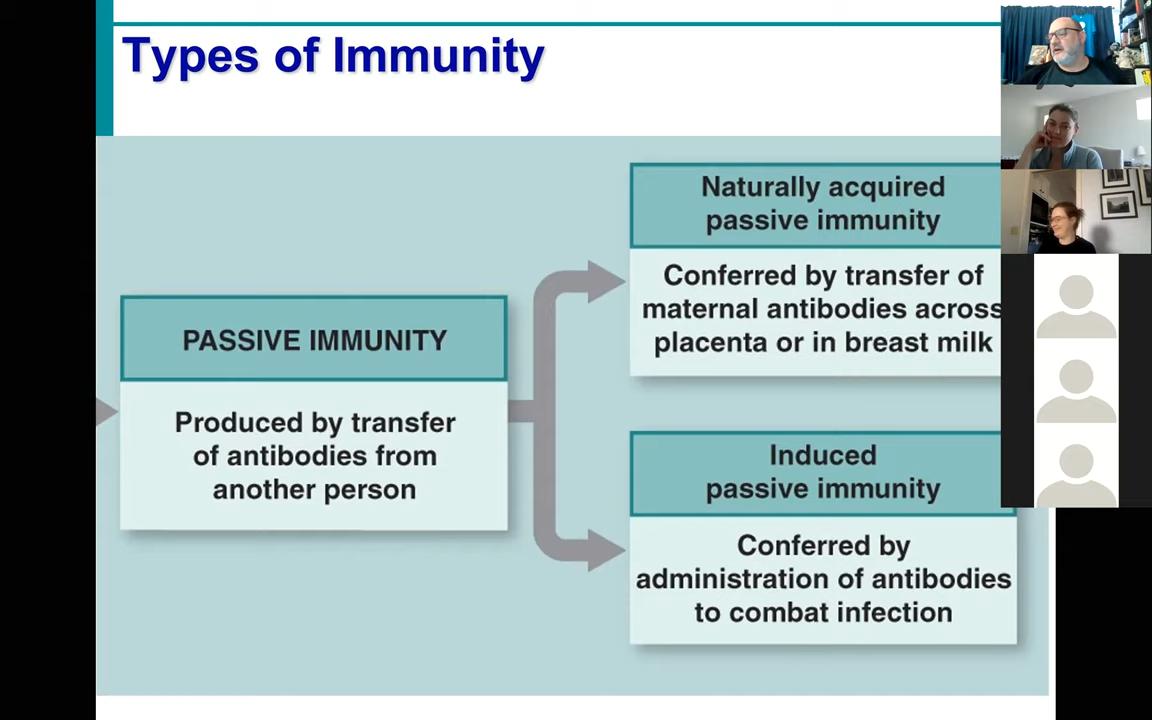 Types of Immunity
PASSIVE IMMUNITY
Produced by transfer
of antibodies from
another person
Naturally acquired
passive immunity
Conferred by transfer of
maternal antibodies across
placenta or in breast milk
Induced
passive immunity
Conferred by
administration of antibodies
to combat infection